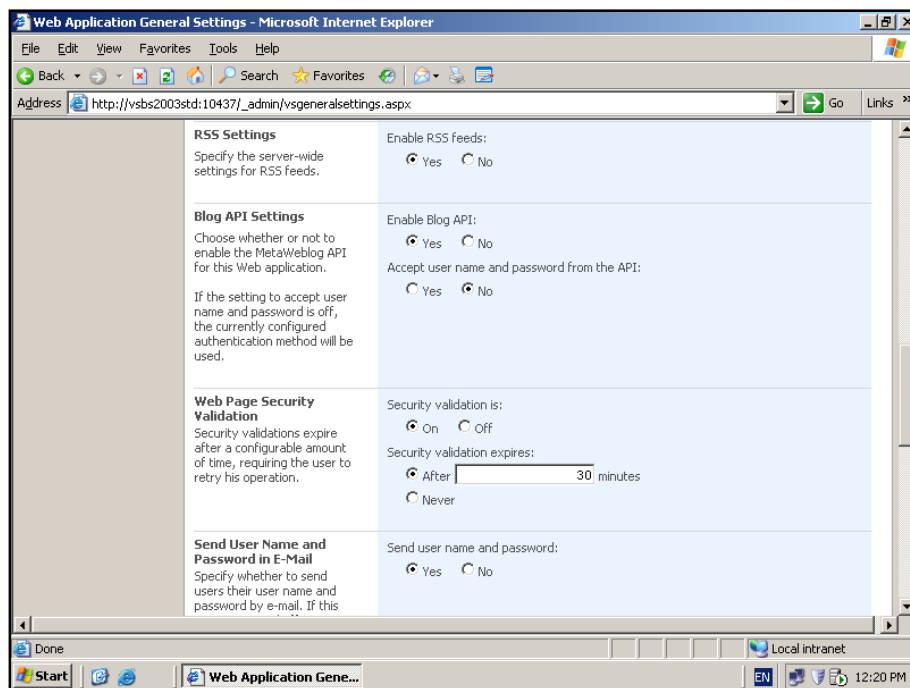 Web Application General Settings - Microsoft Internet Explorer
File Edit View Favorites Tools Help
Back Search Favorites
Address http://vsbs2003std:10437/_admin/vsgeneralsettings.aspx Go Links »
RSS Settings
Specify the server-wide
settings for RSS feeds.
Enable RSS feeds:
Yes No
Blog API Settings
Choose whether or not to
enable the MetaWeblog API
for this Web application.
If the setting to accept user
name and password is off,
the currently configured
authentication method will be
used.
Enable Blog API:
Yes No
Accept user name and password from the API:
Yes No
Web Page Security
Validation
Security validations expire
after a configurable amount
of time, requiring the user to
retry his operation.
Security validation is:
On Off
Security validation expires:
After 30 minutes
Never
Send User Name and
Password in E-Mail
Specify whether to send
users their user name and
password by e-mail. If this
Send user name and password:
Yes No
Done Local intranet
Start Web Application Gene... EN 12:20 PM